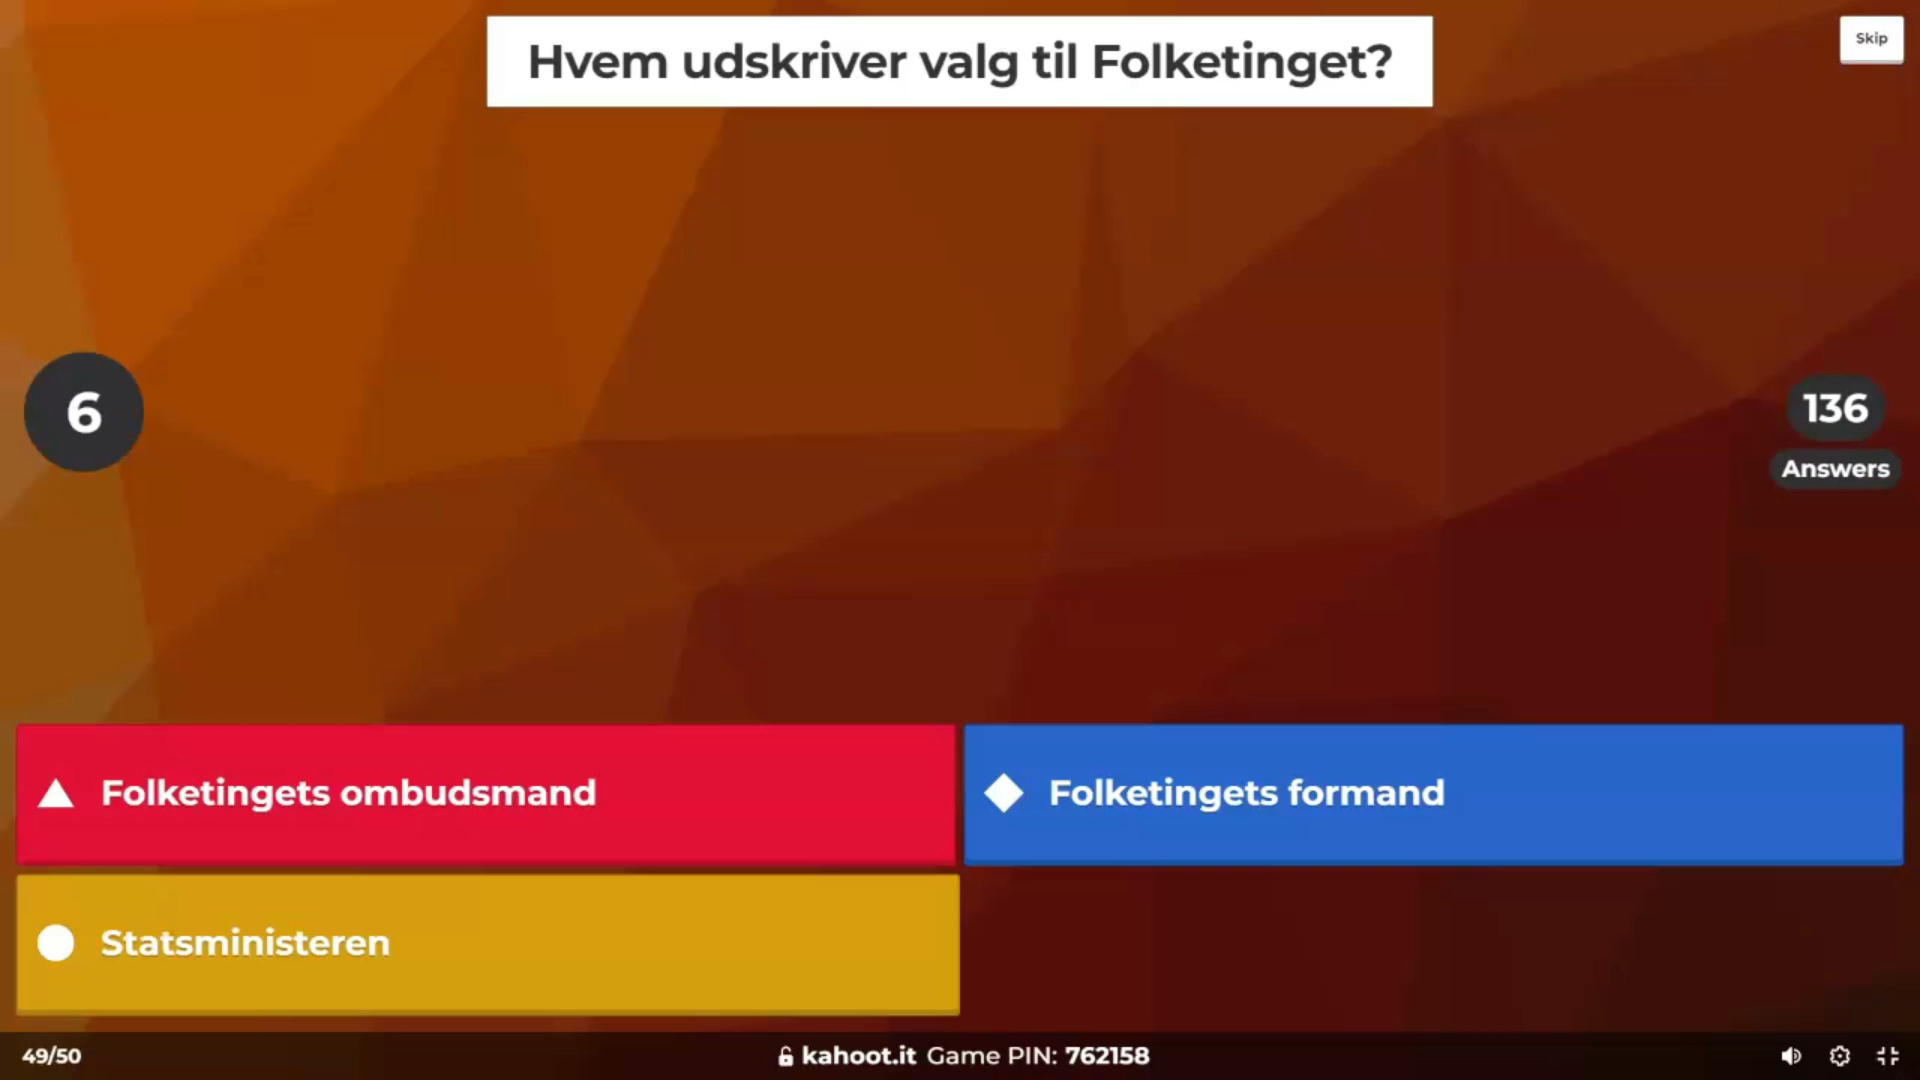 Hvem udskriver valg til Folketinget?
Skip
6
136
Answers
Folketingets ombudsmand
Folketingets formand
Statsministeren
49/50
kahoot.it Game PIN: 762158